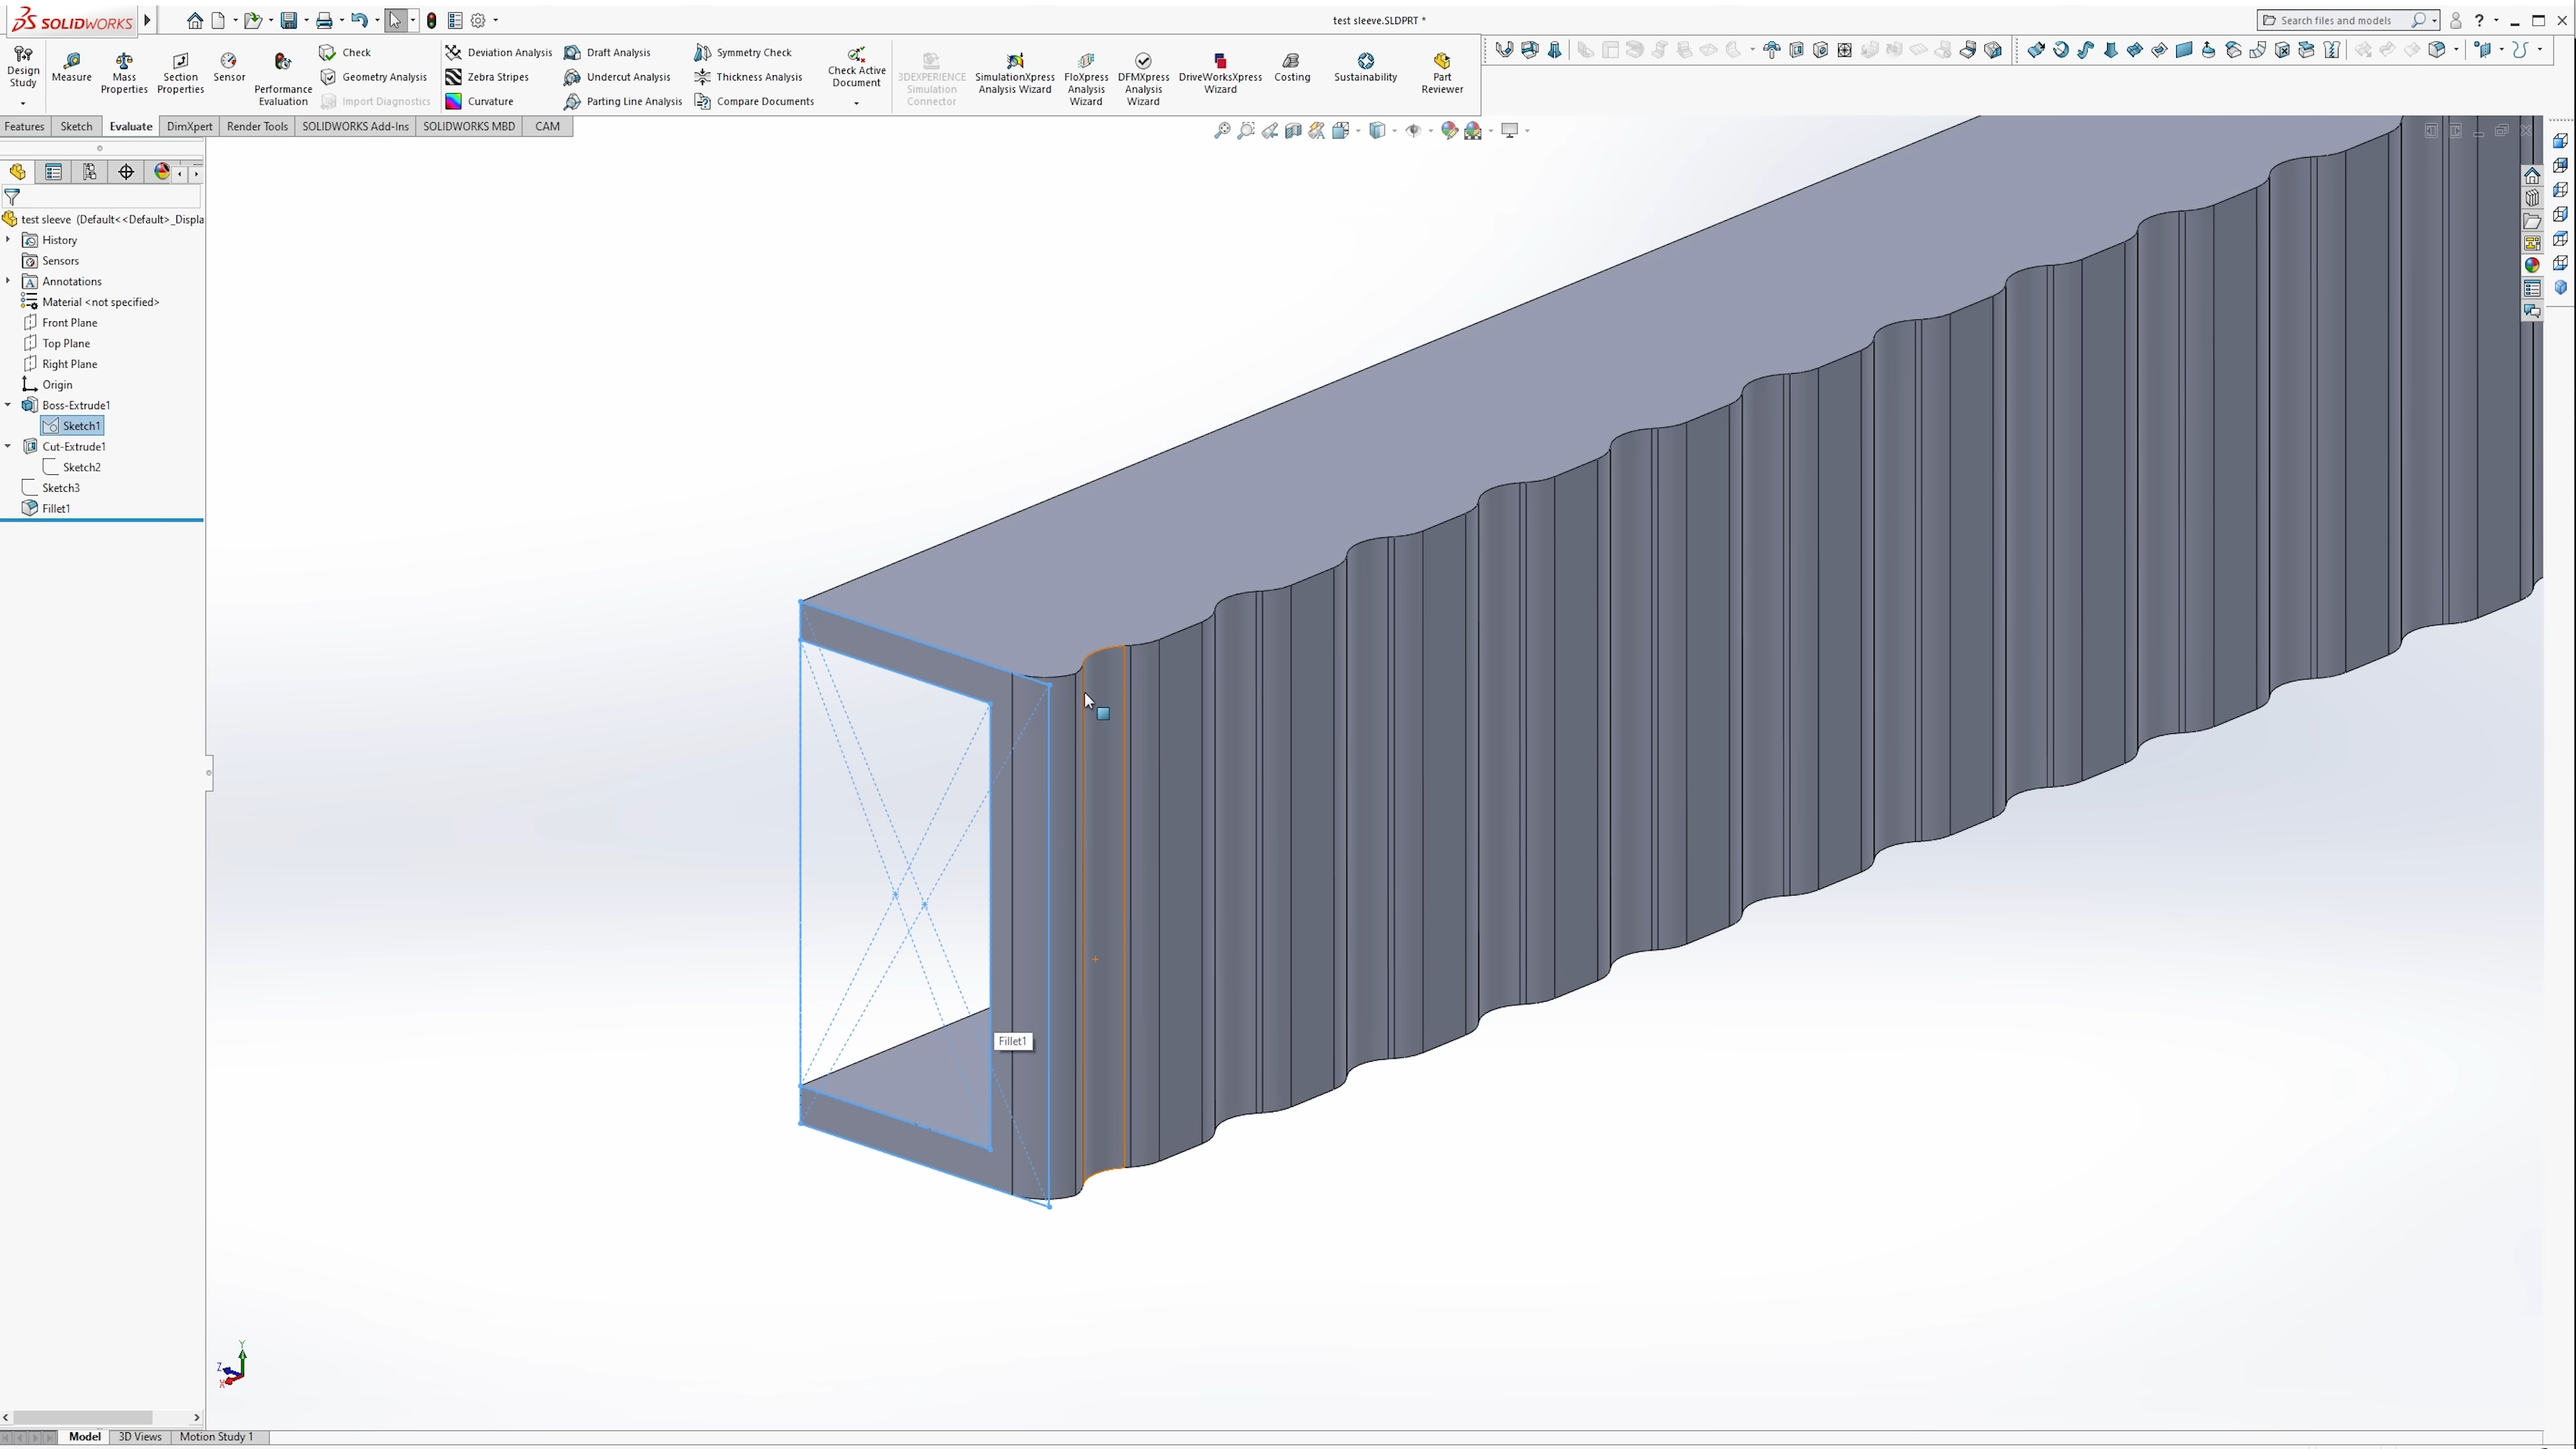 SOLIDWORKS
test sleeve.SLDPRT *
Search files and models
Design Study
Measure
Mass Properties
Section Properties
Sensor
Performance Evaluation
Check
Geometry Analysis
Import Diagnostics
Deviation Analysis
Zebra Stripes
Curvature
Draft Analysis
Undercut Analysis
Parting Line Analysis
Symmetry Check
Thickness Analysis
Compare Documents
Check Active Document
3DEXPERIENCE Simulation Connector
SimulationXpress Analysis Wizard
FloXpress Analysis Wizard
DFMXpress Analysis Wizard
DriveWorksXpress Wizard
Costing
Sustainability
Part Reviewer
Features
Sketch
Evaluate
DimXpert
Render Tools
SOLIDWORKS Add-Ins
SOLIDWORKS MBD
CAM
test sleeve (Default<<Default>_Displa
History
Sensors
Annotations
Material <not specified>
Front Plane
Top Plane
Right Plane
Origin
Boss-Extrude1
Sketch1
Cut-Extrude1
Sketch2
Sketch3
Fillet1
Fillet1
Y
Z
X
Model
3D Views
Motion Study 1